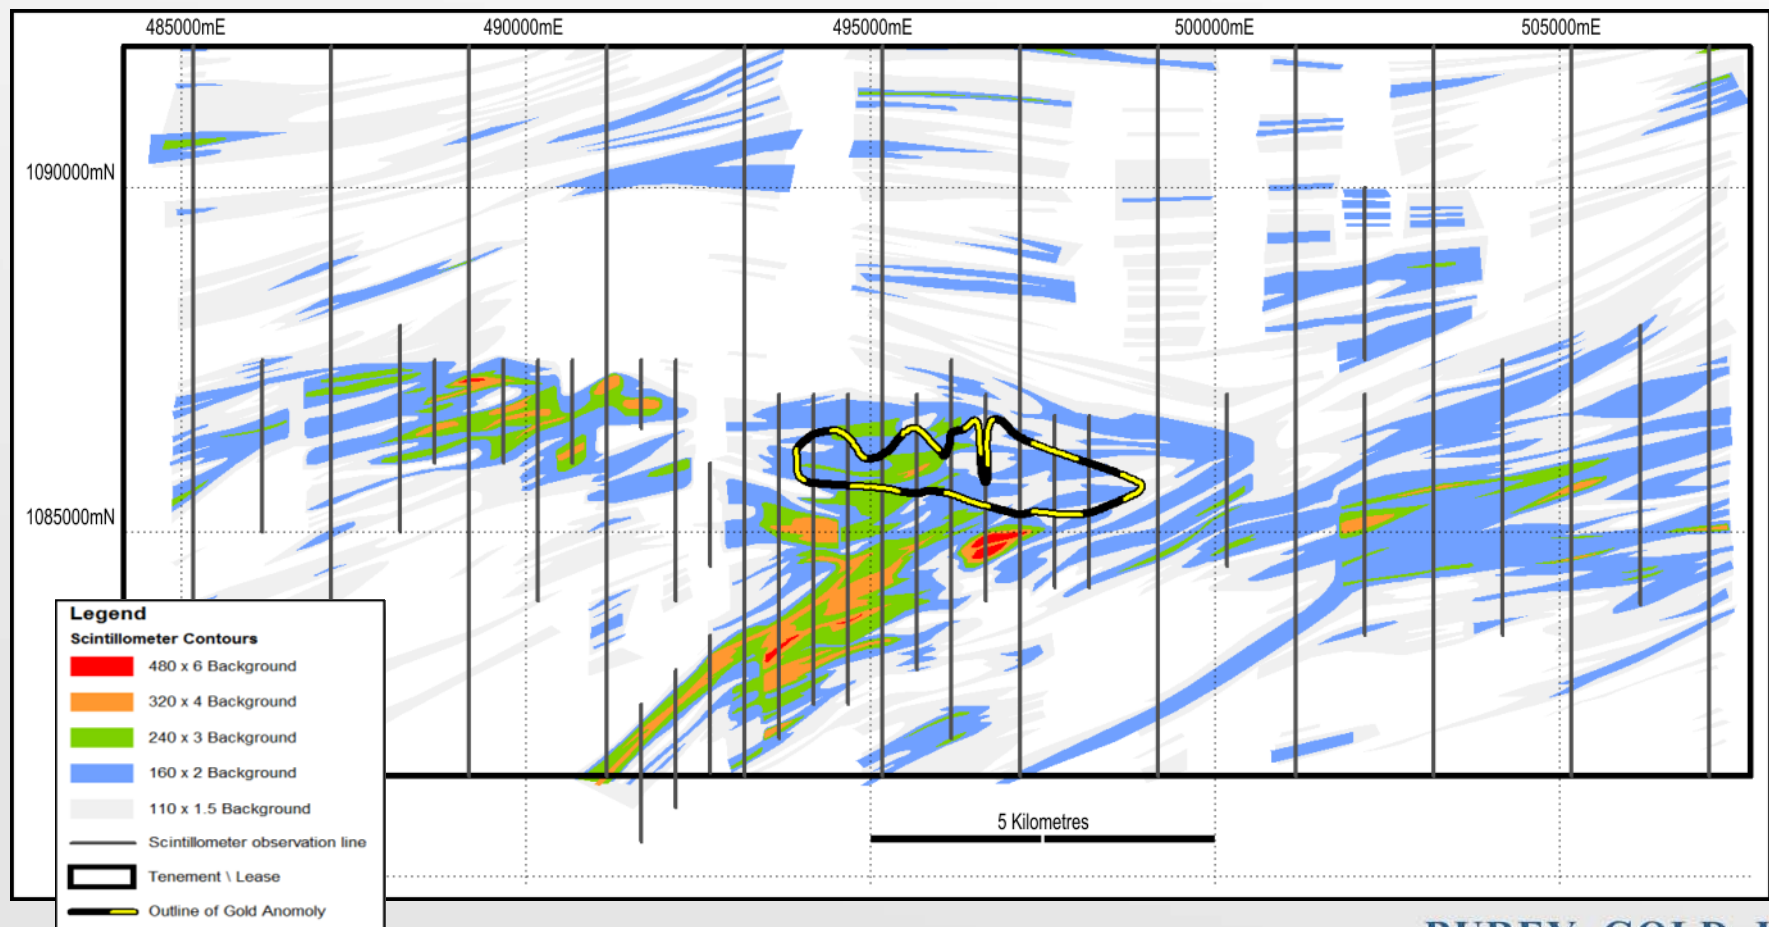 485000mE 490000mE 495000mE 500000mE 505000mE
1090000mN
1085000mN
5 Kilometres
Legend
Scintillometer Contours
480 x 6 Background
320 x 4 Background
240 x 3 Background
160 x 2 Background
110 x 1.5 Background
Scintillometer observation line
Tenement \ Lease
Outline of Gold Anomoly
GOLD